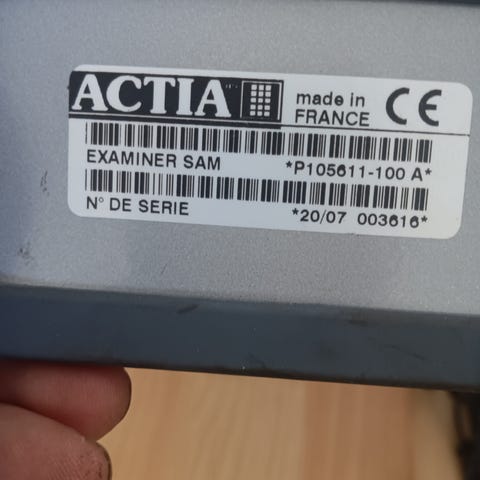 ACTIA
made in
FRANCE
CE
EXAMINER SAM *P105611-100 A*
N° DE SERIE *20/07 003616*